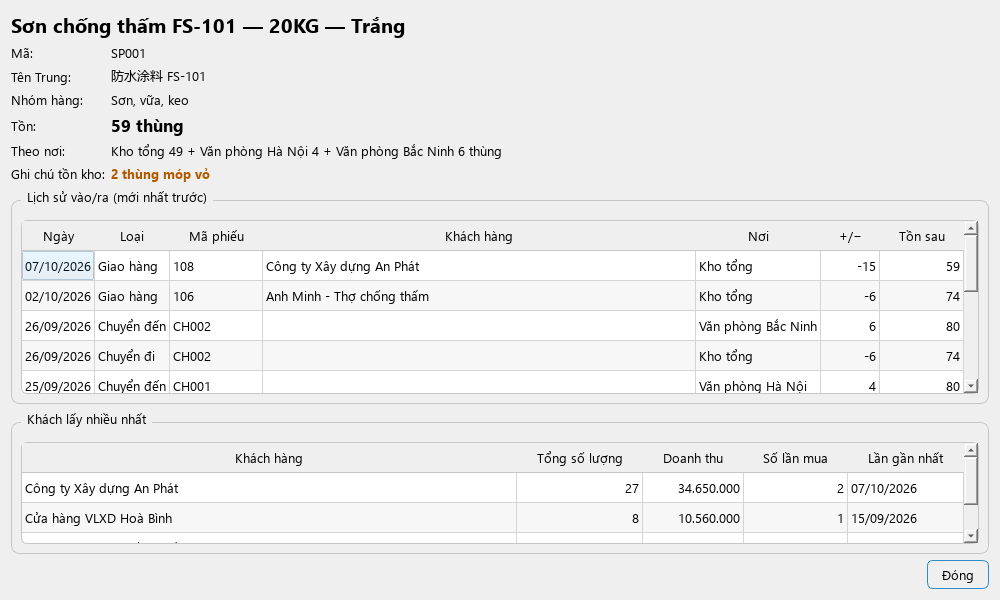 Sơn chống thấm FS-101 — 20KG — Trắng
Mã: SP001
Tên Trung: 防水涂料 FS-101
Nhóm hàng: Sơn, vữa, keo
Tồn: 59 thùng
Theo nơi: Kho tổng 49 + Văn phòng Hà Nội 4 + Văn phòng Bắc Ninh 6 thùng
Ghi chú tồn kho: 2 thùng móp vỏ
Lịch sử vào/ra (mới nhất trước)
Ngày Loại Mã phiếu Khách hàng Nơi +/− Tồn sau
07/10/2026 Giao hàng 108 Công ty Xây dựng An Phát Kho tổng -15 59
02/10/2026 Giao hàng 106 Anh Minh - Thợ chống thấm Kho tổng -6 74
26/09/2026 Chuyển đến CH002 Văn phòng Bắc Ninh 6 80
26/09/2026 Chuyển đi CH002 Kho tổng -6 74
25/09/2026 Chuyển đến CH001 Văn phòng Hà Nội 4 80
Khách lấy nhiều nhất
Khách hàng Tổng số lượng Doanh thu Số lần mua Lần gần nhất
Công ty Xây dựng An Phát 27 34.650.000 2 07/10/2026
Cửa hàng VLXD Hoà Bình 8 10.560.000 1 15/09/2026
Đóng